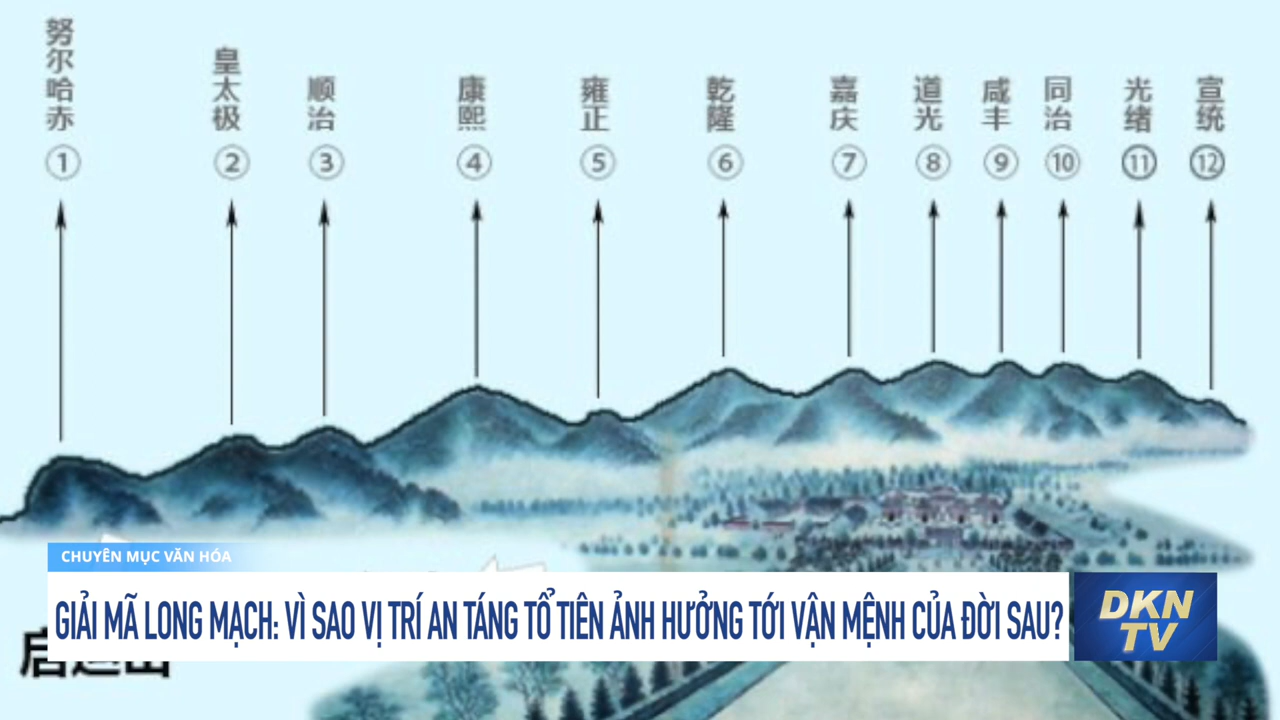 努尔哈赤
皇太极
顺治
康熙
雍正
乾隆
嘉庆
道光
咸丰
同治
光绪
宣统
① ② ③ ④ ⑤ ⑥ ⑦ ⑧ ⑨ ⑩ ⑪ ⑫
CHUYÊN MỤC VĂN HÓA
GIẢI MÃ LONG MẠCH: VÌ SAO VỊ TRÍ AN TÁNG TỔ TIÊN ẢNH HƯỞNG TỚI VẬN MỆNH CỦA ĐỜI SAU?
DKN
TV